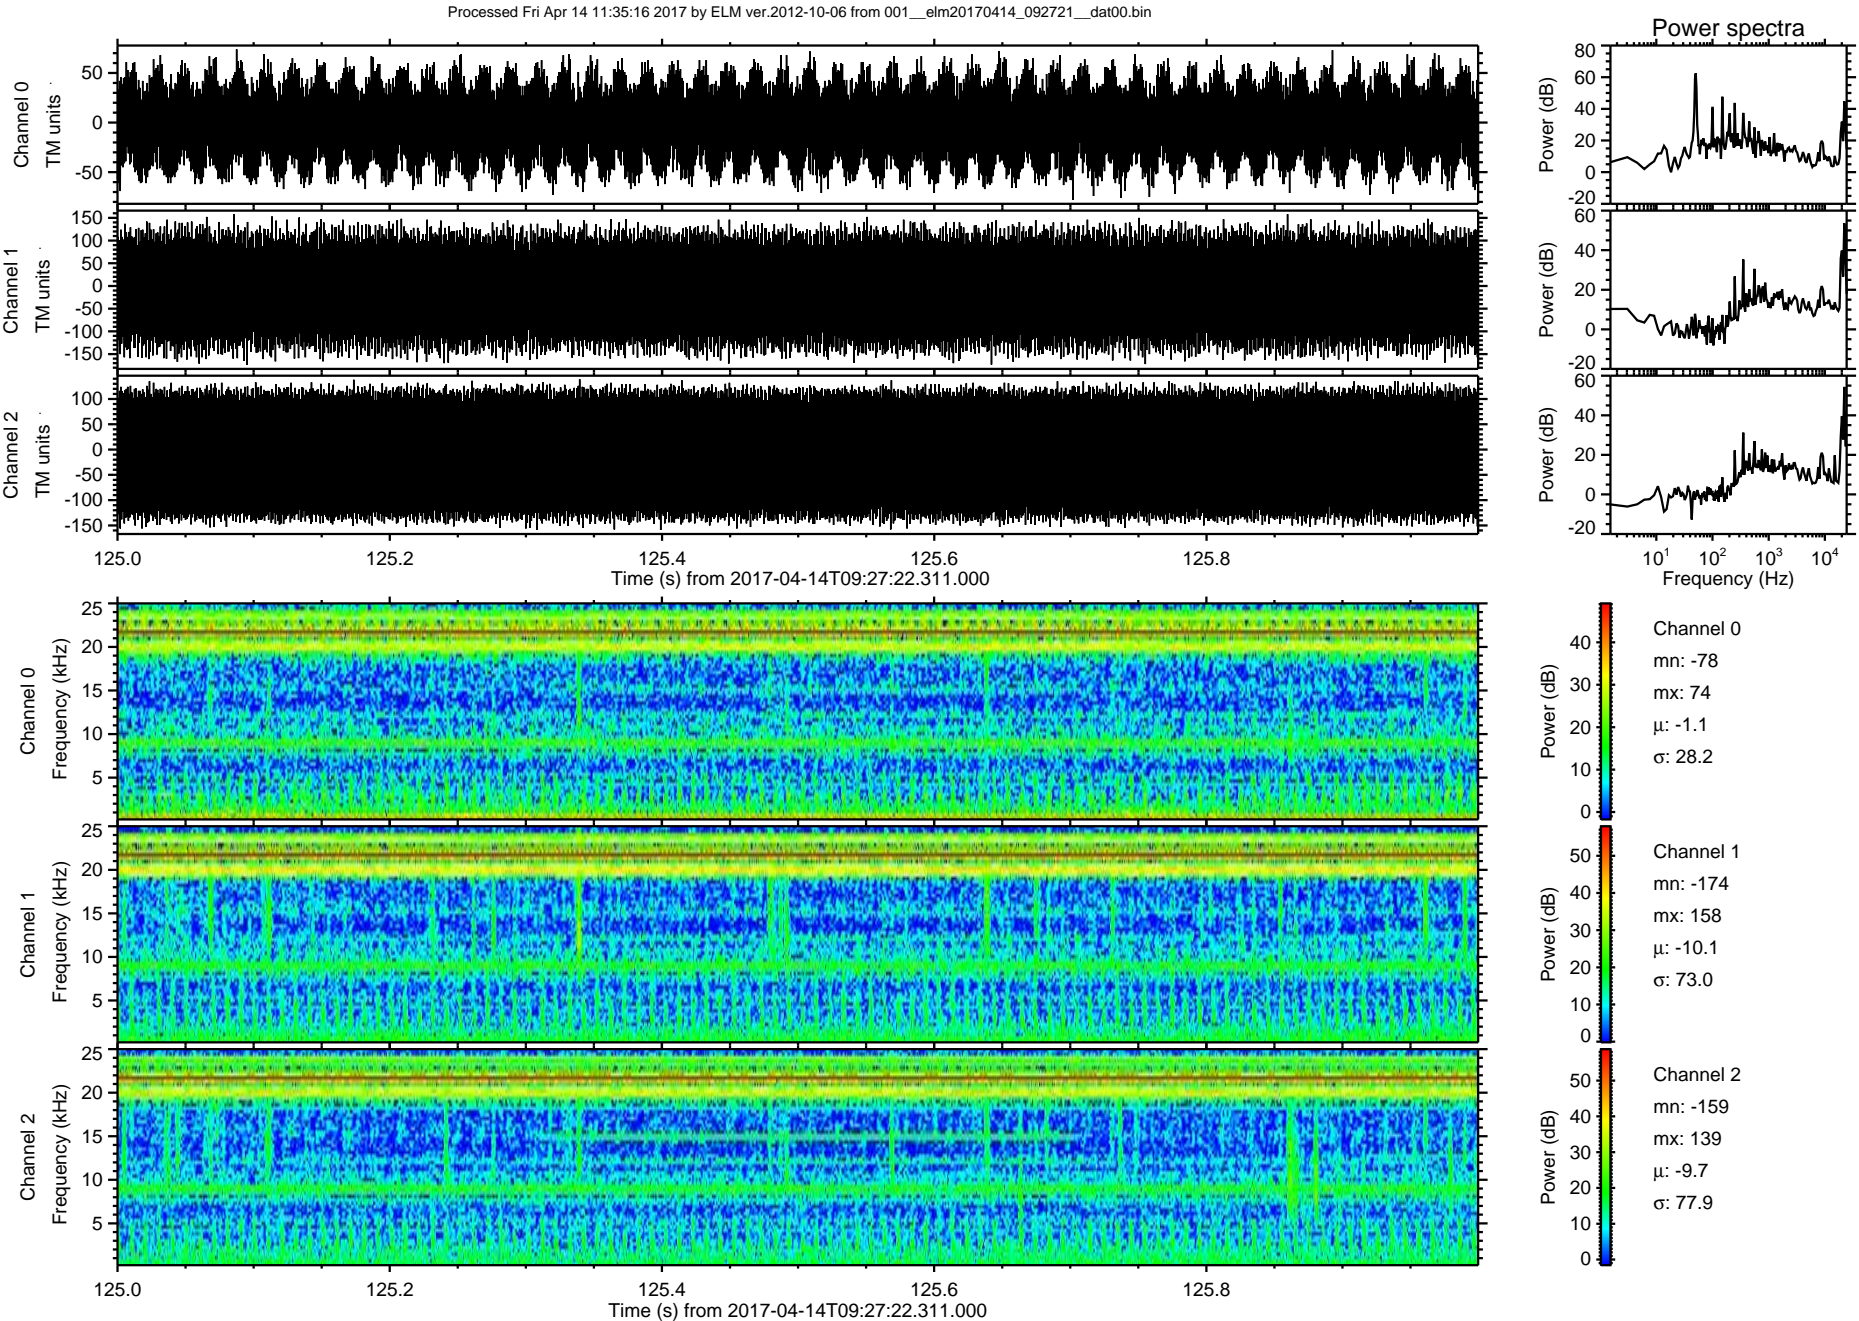 Processed Fri Apr 14 11:35:16 2017 by ELM ver.2012-10-06 from 001__elm20170414_092721__dat00.bin
Power spectra
Channel 0
TM units
50
0
-50
Power (dB)
80
60
40
20
0
-20
Channel 1
TM units
150
100
50
0
-50
-100
-150
Power (dB)
60
40
20
0
-20
Channel 2
TM units
100
50
0
-50
-100
-150
Power (dB)
60
40
20
0
-20
125.0 125.2 125.4 125.6 125.8
Time (s) from 2017-04-14T09:27:22.311.000
10^1 10^2 10^3 10^4
Frequency (Hz)
Channel 0
Frequency (kHz)
25
20
15
10
5
Power (dB)
40
30
20
10
0
Channel 0
mn: -78
mx: 74
μ: -1.1
σ: 28.2
Channel 1
Frequency (kHz)
25
20
15
10
5
Power (dB)
50
40
30
20
10
0
Channel 1
mn: -174
mx: 158
μ: -10.1
σ: 73.0
Channel 2
Frequency (kHz)
25
20
15
10
5
Power (dB)
50
40
30
20
10
0
Channel 2
mn: -159
mx: 139
μ: -9.7
σ: 77.9
125.0 125.2 125.4 125.6 125.8
Time (s) from 2017-04-14T09:27:22.311.000